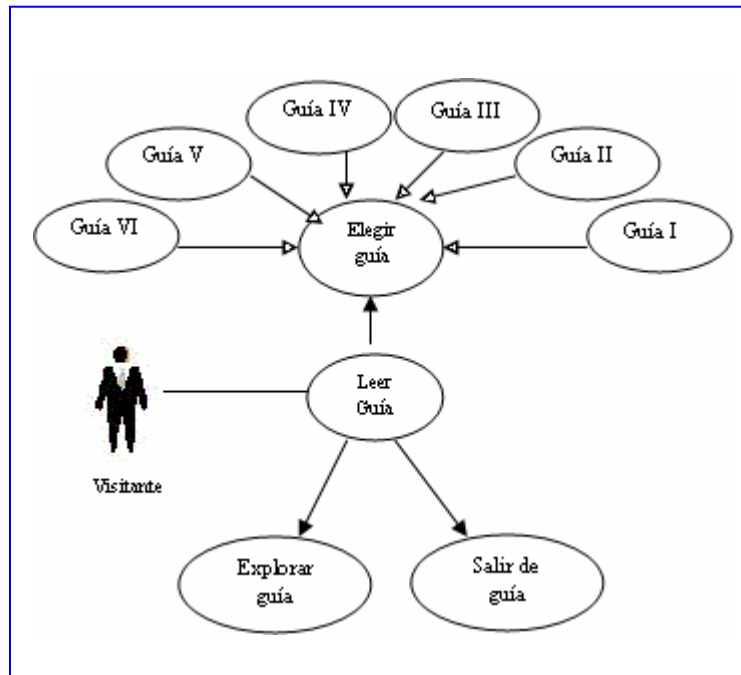 Guía IV
Guía III
Guía V
Guía II
Guía VI
Elegir
guía
Guía I
Leer
Guía
Visitante
Explorar
guía
Salir de
guía